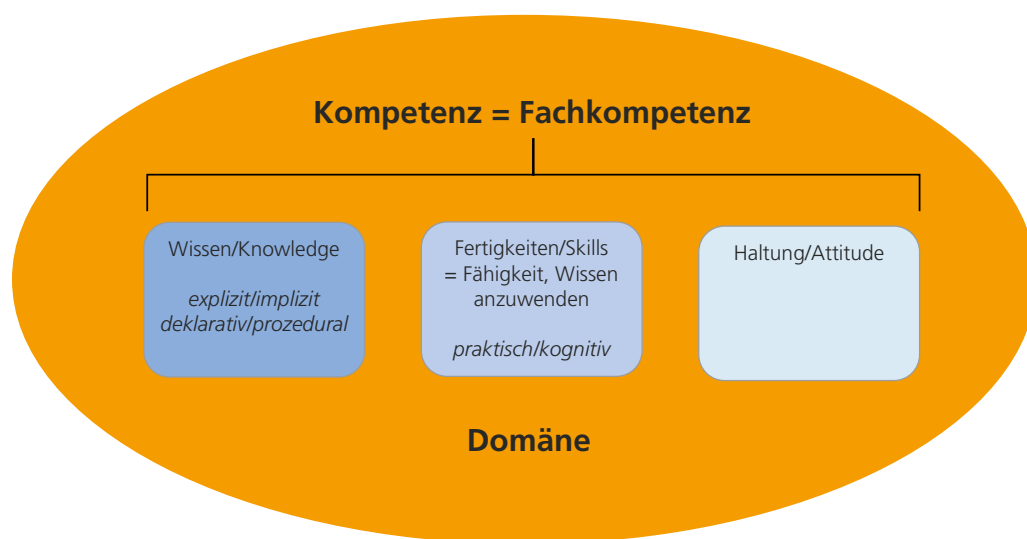 Kompetenz = Fachkompetenz
Wissen/Knowledge
explizit/implizit
deklarativ/prozedural
Fertigkeiten/Skills
= Fähigkeit, Wissen
anzuwenden
praktisch/kognitiv
Haltung/Attitude
Domäne